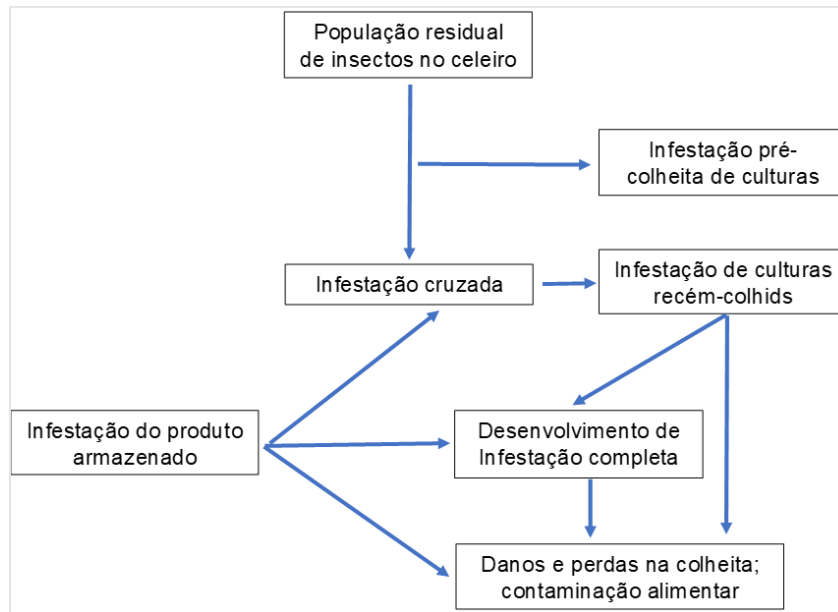 População residual
de insectos no celeiro
Infestação pré-
colheita de culturas
Infestação cruzada
Infestação de culturas
recém-colhids
Infestação do produto
armazenado
Desenvolvimento de
Infestação completa
Danos e perdas na colheita;
contaminação alimentar